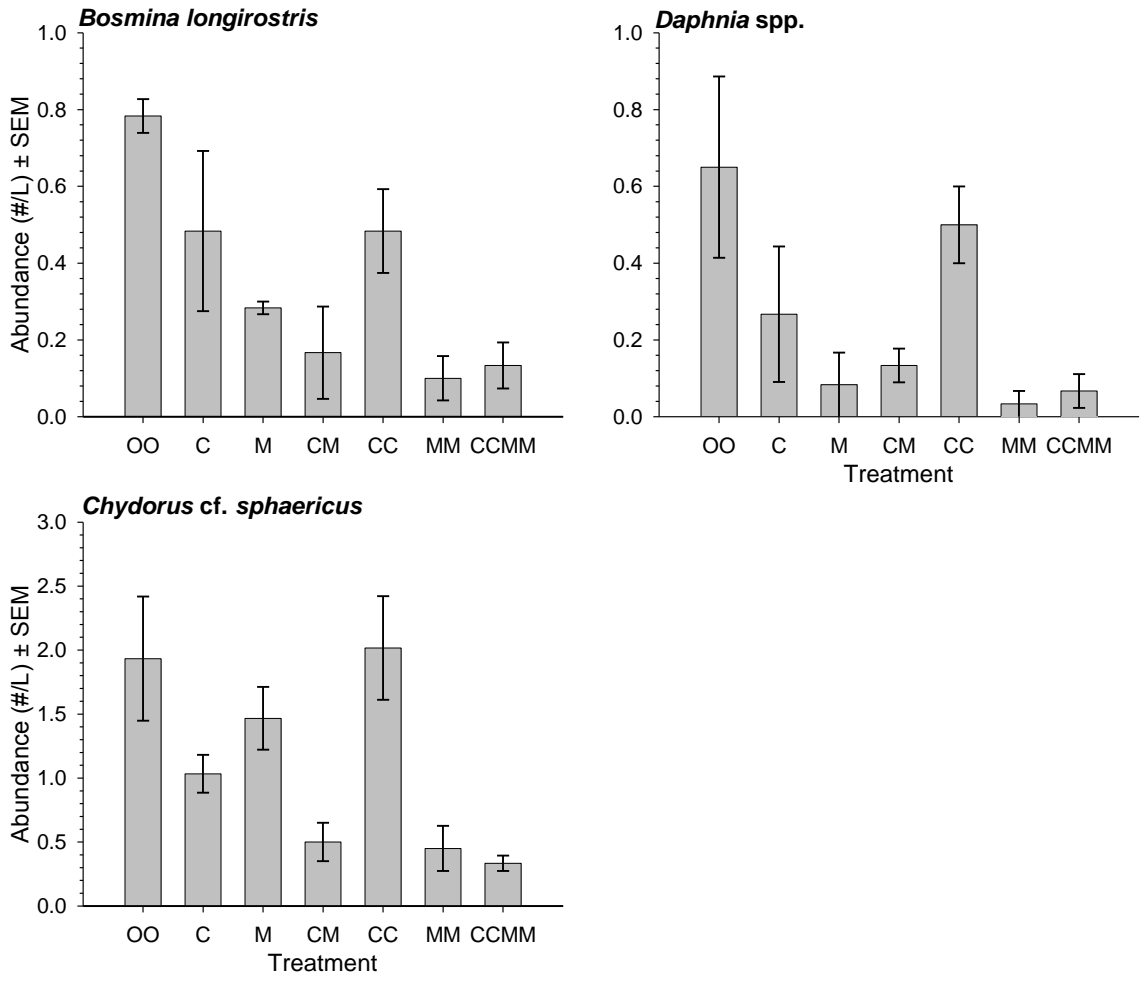 Bosmina longirostris
1.0
0.8
0.6
0.4
0.2
0.0
Abundance (#/L) ± SEM
OO C M CM CC MM CCMM
Daphnia spp.
1.0
0.8
0.6
0.4
0.2
0.0
OO C M CM CC MM CCMM
Treatment
Chydorus cf. sphaericus
3.0
2.5
2.0
1.5
1.0
0.5
0.0
Abundance (#/L) ± SEM
OO C M CM CC MM CCMM
Treatment